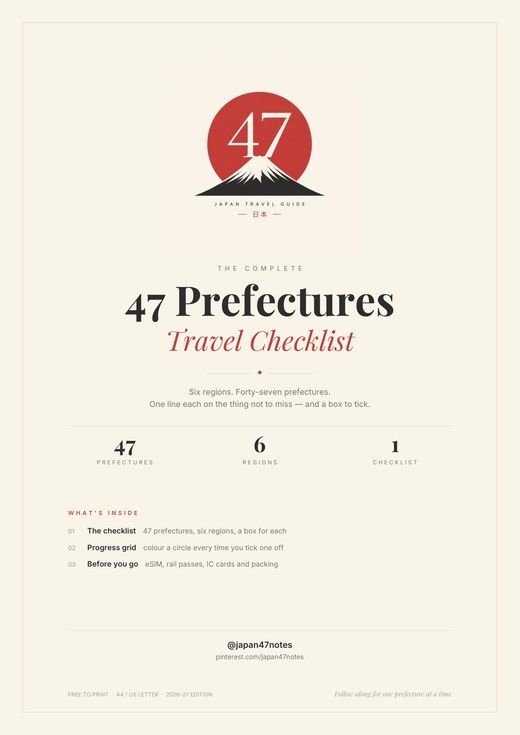 47
JAPAN TRAVEL GUIDE
— 日本 —
THE COMPLETE
47 Prefectures
Travel Checklist
Six regions. Forty-seven prefectures.
One line each on the thing not to miss — and a box to tick.
47 6 1
PREFECTURES REGIONS CHECKLIST
WHAT'S INSIDE
01 The checklist 47 prefectures, six regions, a box for each
02 Progress grid colour a circle every time you tick one off
03 Before you go eSIM, rail passes, IC cards and packing
@japan47notes
pinterest.com/japan47notes
FREE TO PRINT · A4 / US LETTER · 2026–27 EDITION Follow along for one prefecture at a time